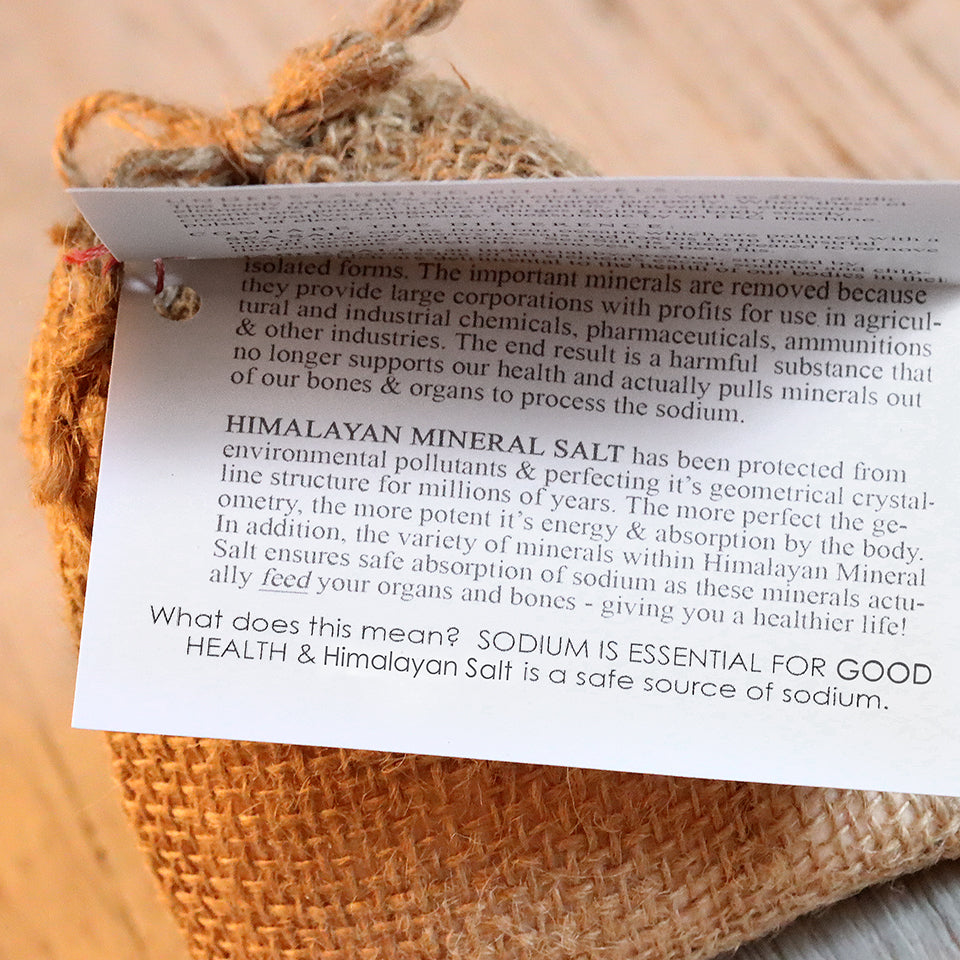 COMPARE THE DIFFERENCE
isolated forms. The important minerals are removed because
they provide large corporations with profits for use in agricul-
tural and industrial chemicals, pharmaceuticals, ammunitions
& other industries. The end result is a harmful substance that
no longer supports our health and actually pulls minerals out
of our bones & organs to process the sodium.
HIMALAYAN MINERAL SALT has been protected from
environmental pollutants & perfecting it's geometrical crystal-
line structure for millions of years. The more perfect the ge-
ometry, the more potent it's energy & absorption by the body.
In addition, the variety of minerals within Himalayan Mineral
Salt ensures safe absorption of sodium as these minerals actu-
ally feed your organs and bones - giving you a healthier life!
What does this mean? SODIUM IS ESSENTIAL FOR GOOD
HEALTH & Himalayan Salt is a safe source of sodium.